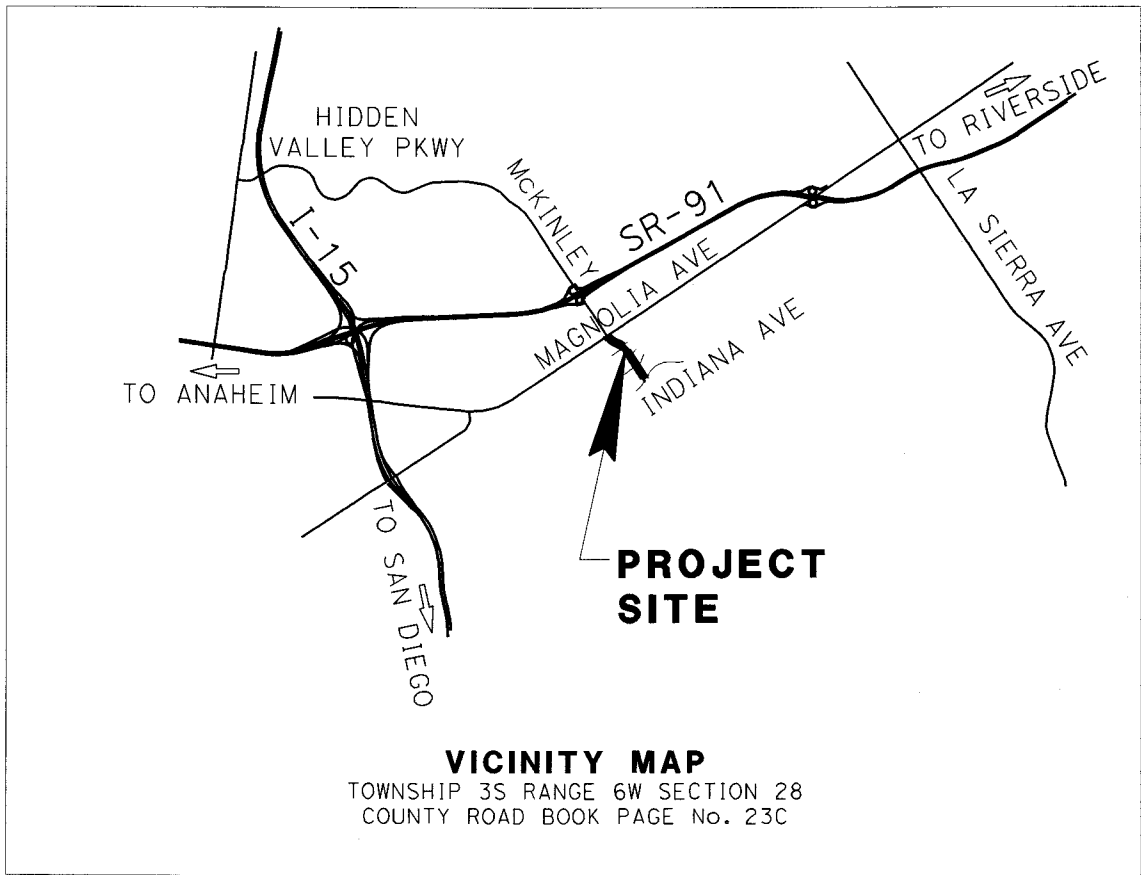 HIDDEN
VALLEY PKWY
McKINLEY
I-15
SR-91
MAGNOLIA AVE
INDIANA AVE
TO RIVERSIDE
LA SIERRA AVE
TO ANAHEIM
TO SAN DIEGO
PROJECT
SITE
VICINITY MAP
TOWNSHIP 3S RANGE 6W SECTION 28
COUNTY ROAD BOOK PAGE No. 23C